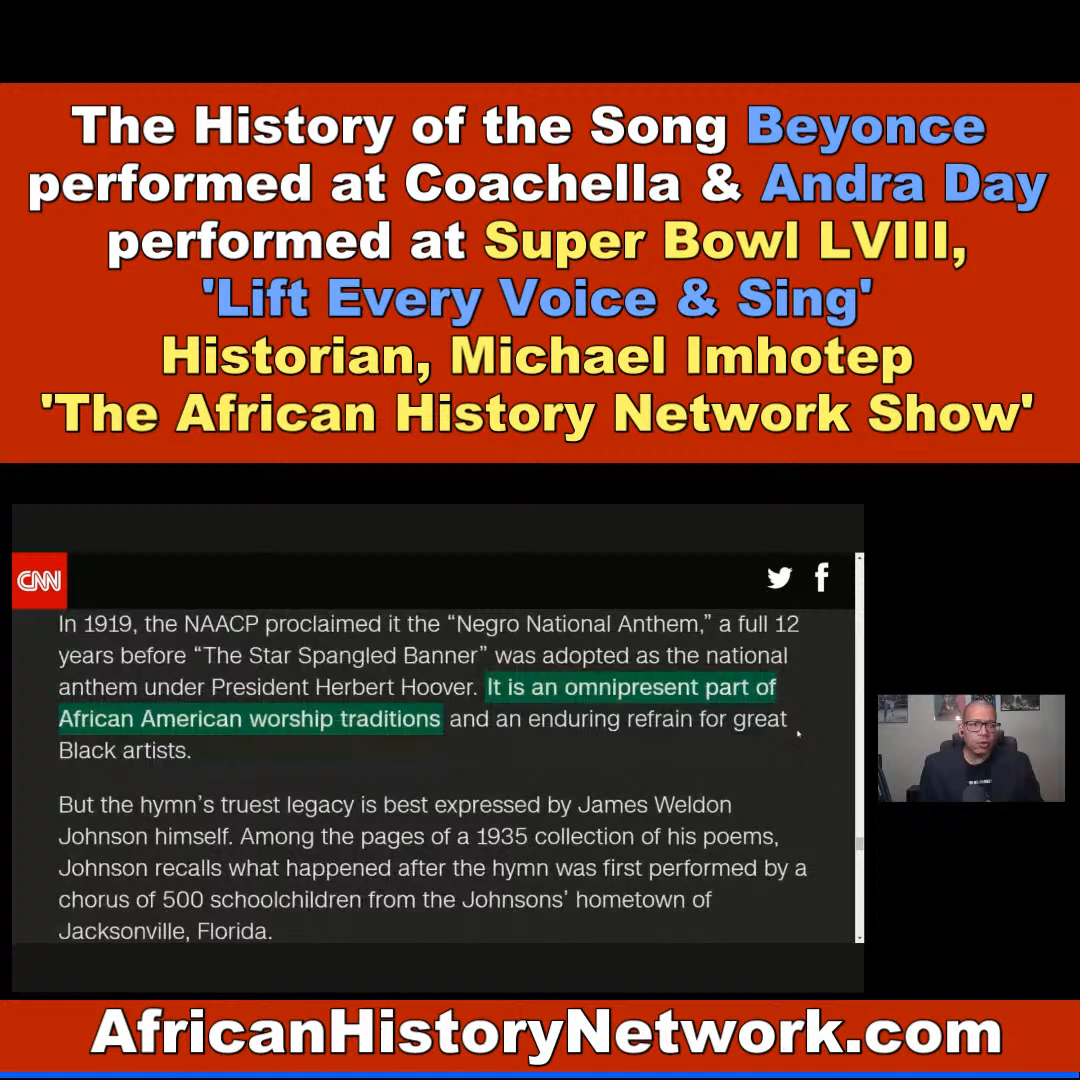 The History of the Song Beyonce
performed at Coachella & Andra Day
performed at Super Bowl LVIII,
'Lift Every Voice & Sing'
Historian, Michael Imhotep
'The African History Network Show'
CNN
In 1919, the NAACP proclaimed it the “Negro National Anthem,” a full 12
years before “The Star Spangled Banner” was adopted as the national
anthem under President Herbert Hoover. It is an omnipresent part of
African American worship traditions and an enduring refrain for great
Black artists.
But the hymn’s truest legacy is best expressed by James Weldon
Johnson himself. Among the pages of a 1935 collection of his poems,
Johnson recalls what happened after the hymn was first performed by a
chorus of 500 schoolchildren from the Johnsons’ hometown of
Jacksonville, Florida.
AfricanHistoryNetwork.com